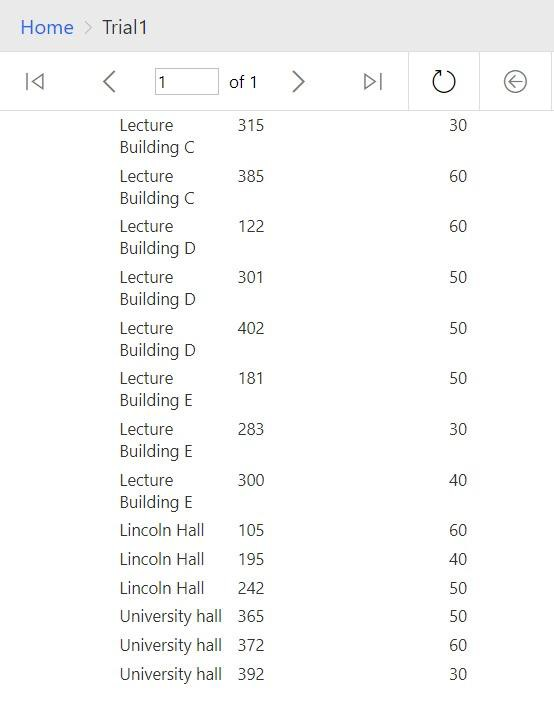 Home > Trial1
1 of 1
Lecture 315 30
Building C
Lecture 385 60
Building C
Lecture 122 60
Building D
Lecture 301 50
Building D
Lecture 402 50
Building D
Lecture 181 50
Building E
Lecture 283 30
Building E
Lecture 300 40
Building E
Lincoln Hall 105 60
Lincoln Hall 195 40
Lincoln Hall 242 50
University hall 365 50
University hall 372 60
University hall 392 30